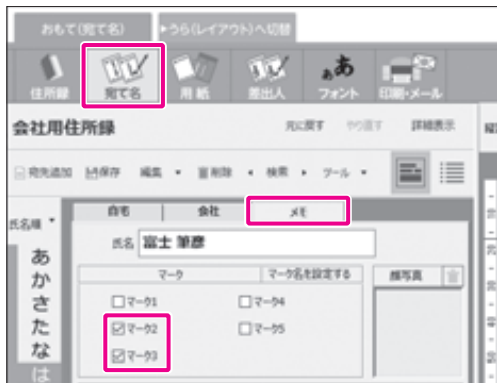 おもて(宛て名) ▸うら(レイアウト)へ切替
住所録 宛て名 用紙 差出人 フォント 印刷・メール
会社用住所録 元に戻す やり直す 詳細表示
宛先追加 保存 編集 ▾ 削除 ◂ 検索 ▸ ツール ▾
自宅 会社 メモ
氏名順 ▾
氏名 富士 筆彦
あ
か
さ
た
な
は
マーク マーク名を設定する 顔写真
マーク1 マーク4
マーク2 マーク5
マーク3